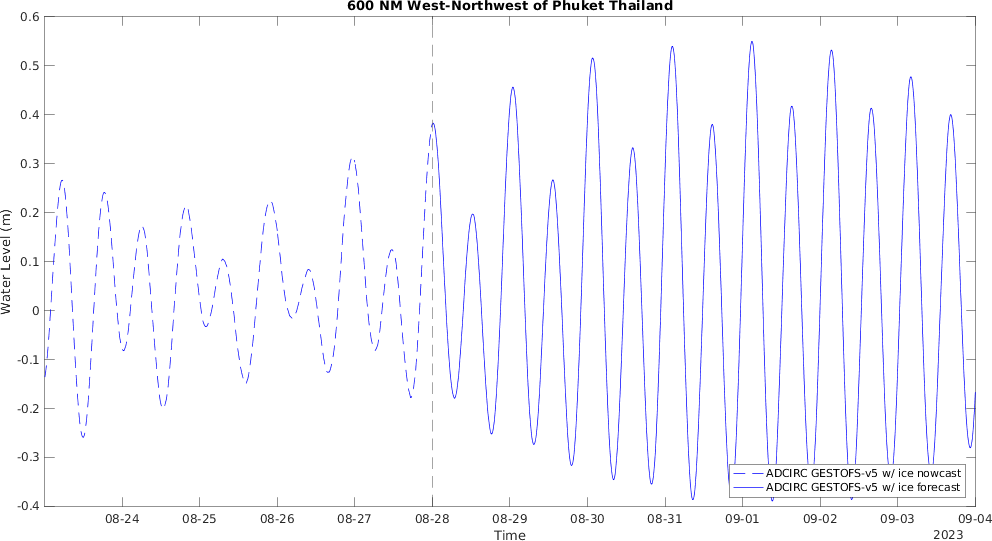 600 NM West-Northwest of Phuket Thailand
0.6
0.5
0.4
0.3
0.2
0.1
0
-0.1
-0.2
-0.3
-0.4
Water Level (m)
ADCIRC GESTOFS-v5 w/ ice nowcast
ADCIRC GESTOFS-v5 w/ ice forecast
08-24 08-25 08-26 08-27 08-28 08-29 08-30 08-31 09-01 09-02 09-03 09-04
Time
2023